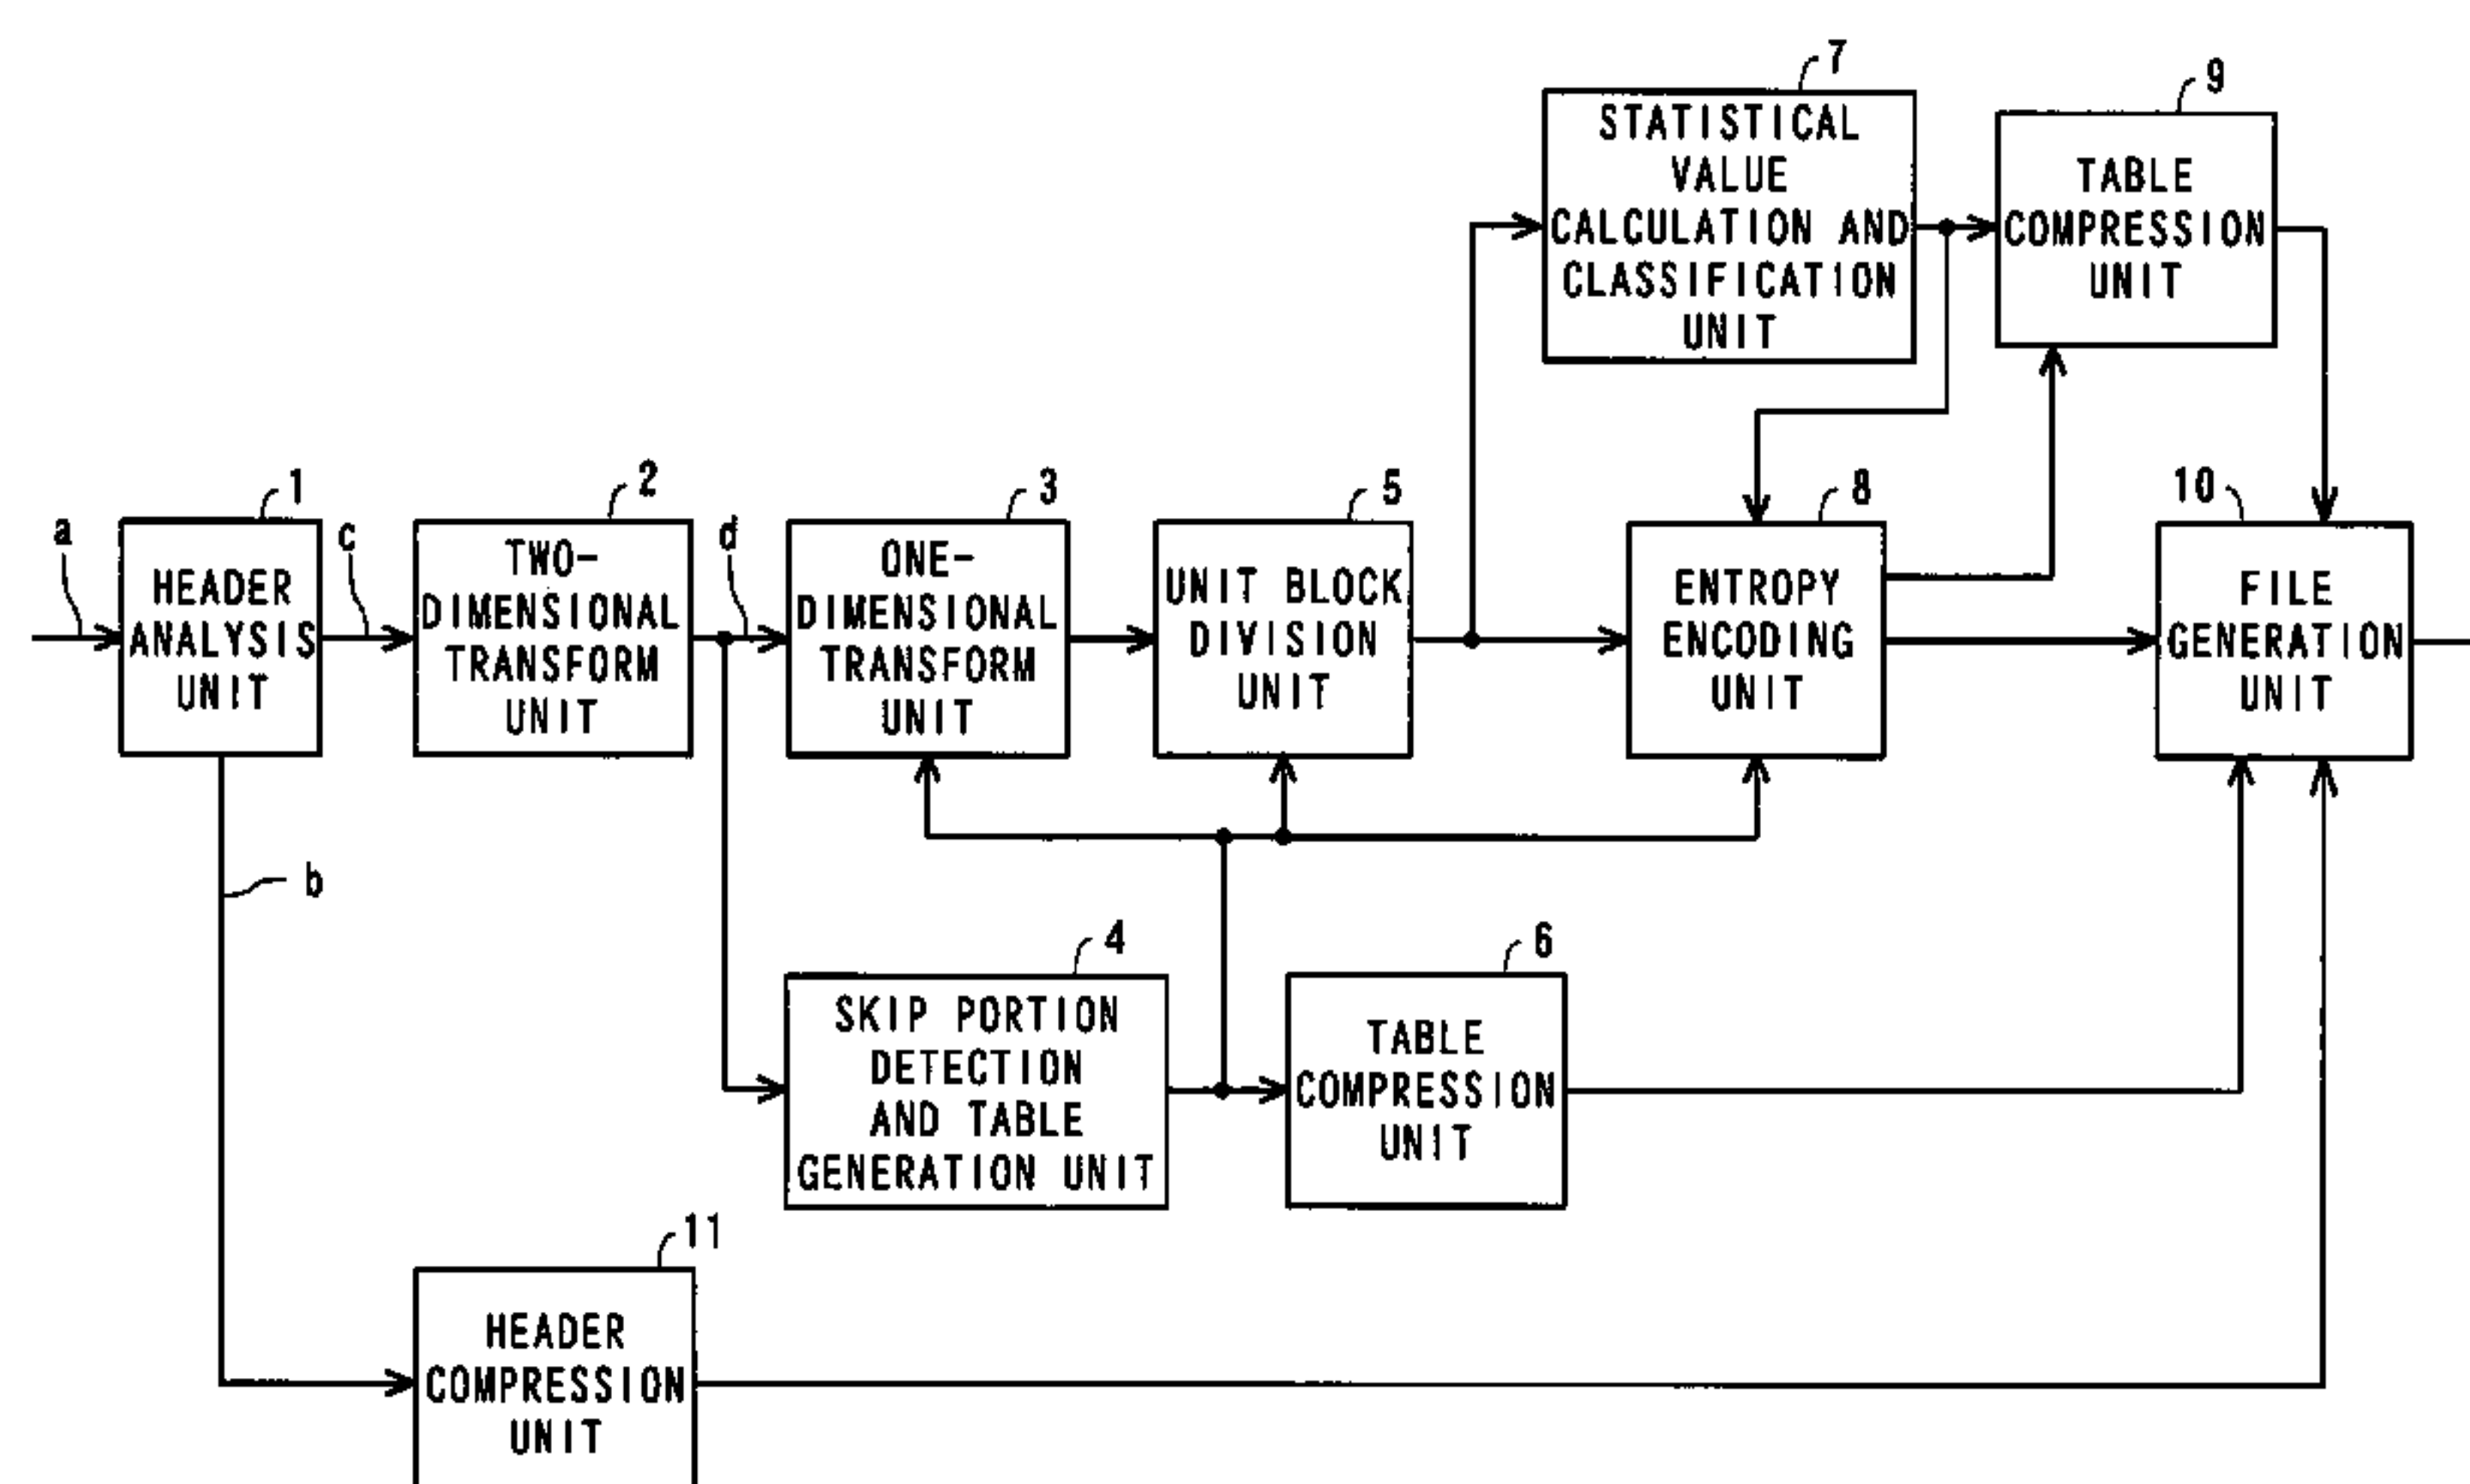 7
STATISTICAL
VALUE
CALCULATION AND
CLASSIFICATION
UNIT
9
TABLE
COMPRESSION
UNIT
a
1
HEADER
ANALYSIS
UNIT
c
2
TWO-
DIMENSIONAL
TRANSFORM
UNIT
d
3
ONE-
DIMENSIONAL
TRANSFORM
UNIT
5
UNIT BLOCK
DIVISION
UNIT
8
ENTROPY
ENCODING
UNIT
10
FILE
GENERATION
UNIT
b
4
SKIP PORTION
DETECTION
AND TABLE
GENERATION UNIT
6
TABLE
COMPRESSION
UNIT
11
HEADER
COMPRESSION
UNIT